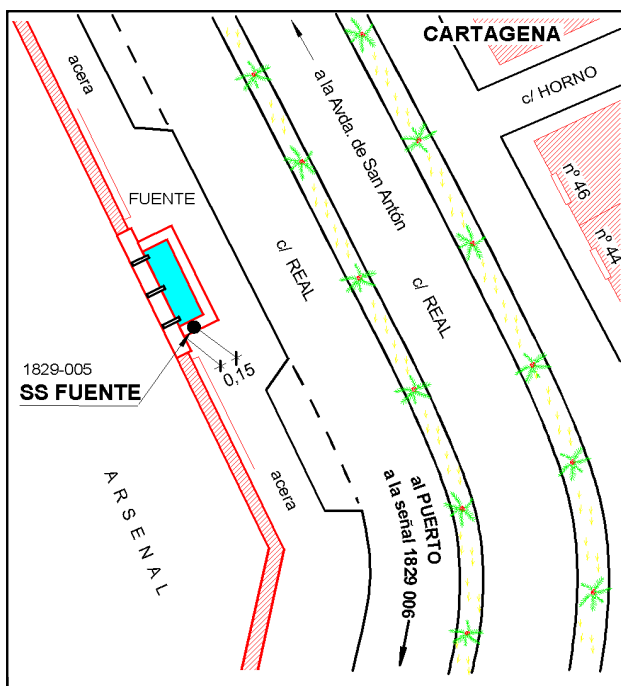 CARTAGENA
acera
a la Avda. de San Antón
c/ HORNO
nº 46
nº 44
FUENTE
c/ REAL
c/ REAL
1829-005
SS FUENTE
0,15
acera
ARSENAL
al PUERTO
a la señal 1829 006